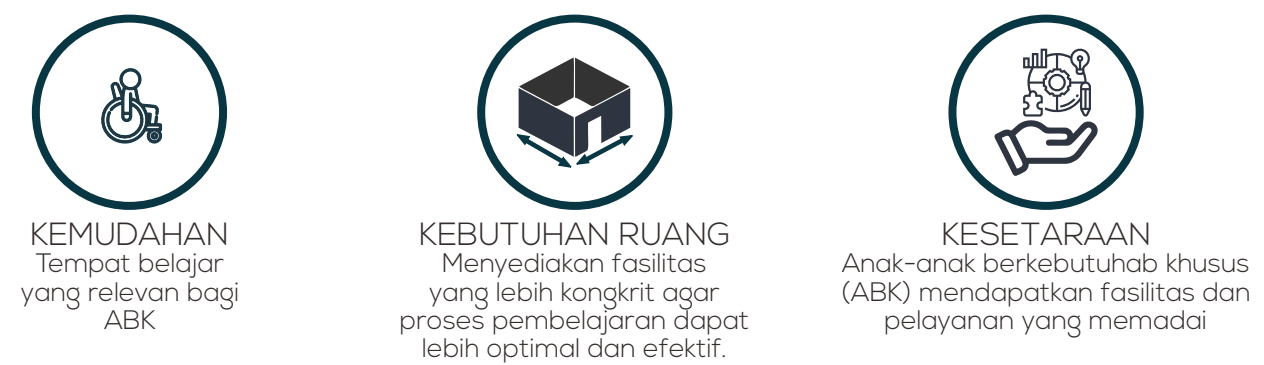 KEMUDAHAN
Tempat belajar
yang relevan bagi
ABK
KEBUTUHAN RUANG
Menyediakan fasilitas
yang lebih kongkrit agar
proses pembelajaran dapat
lebih optimal dan efektif.
KESETARAAN
Anak-anak berkebutuhab khusus
(ABK) mendapatkan fasilitas dan
pelayanan yang memadai